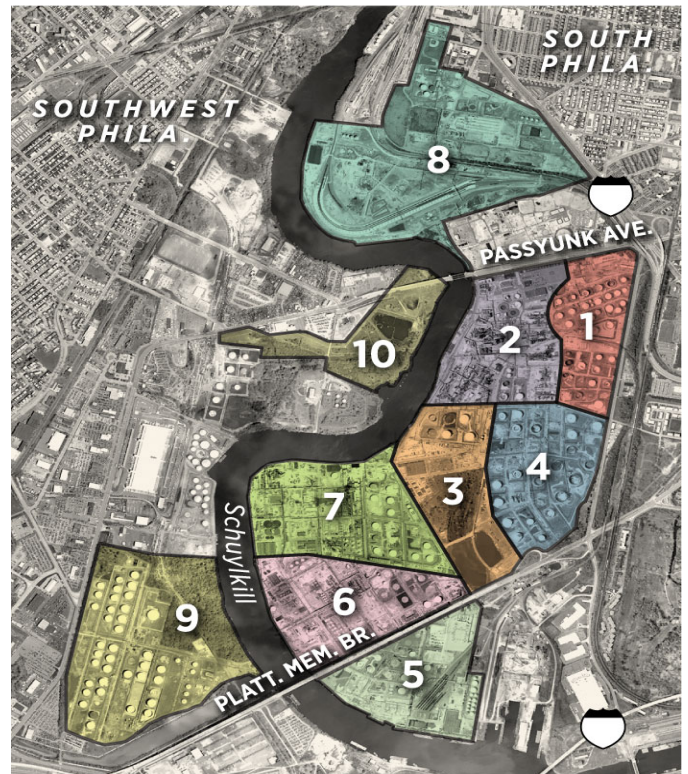 SOUTH
PHILA.
SOUTHWEST
PHILA.
8
PASSYUNK AVE.
1
2
10
3
4
7
Schuylkill
6
9
5
PLATT. MEM. BR.